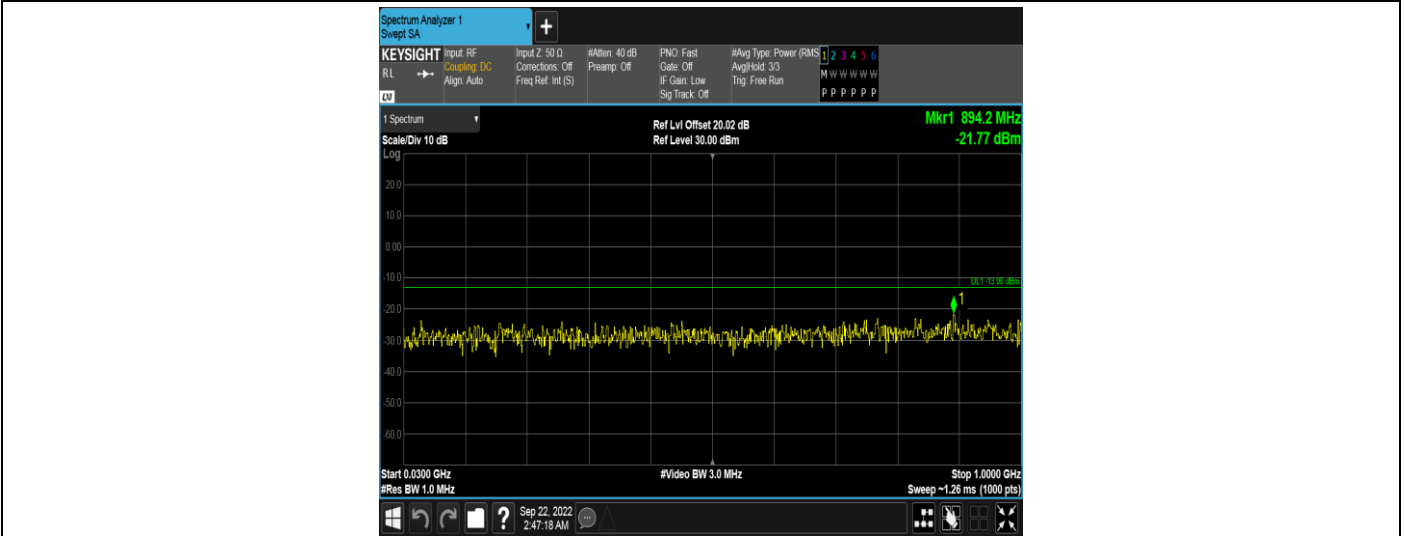 Spectrum Analyzer 1
Swept SA
+
KEYSIGHT Input: RF Input Z: 50 Ω #Atten: 40 dB PNO: Fast #Avg Type: Power (RMS 1 2 3 4 5 6
RL Coupling: DC Corrections: Off Preamp: Off Gate: Off Avg|Hold: 3/3 M W W W W W
Align: Auto Freq Ref: Int (S) IF Gain: Low Trig: Free Run
LXI Sig Track: Off P P P P P P
1 Spectrum Ref Lvl Offset 20.02 dB Mkr1 894.2 MHz
Scale/Div 10 dB Ref Level 30.00 dBm -21.77 dBm
Log
20.0
10.0
0.00
-10.0
DL1 -13.00 dBm
1
-20.0
-30.0
-40.0
-50.0
-60.0
Start 0.0300 GHz #Video BW 3.0 MHz Stop 1.0000 GHz
#Res BW 1.0 MHz Sweep ~1.26 ms (1000 pts)
? Sep 22, 2022
2:47:18 AM